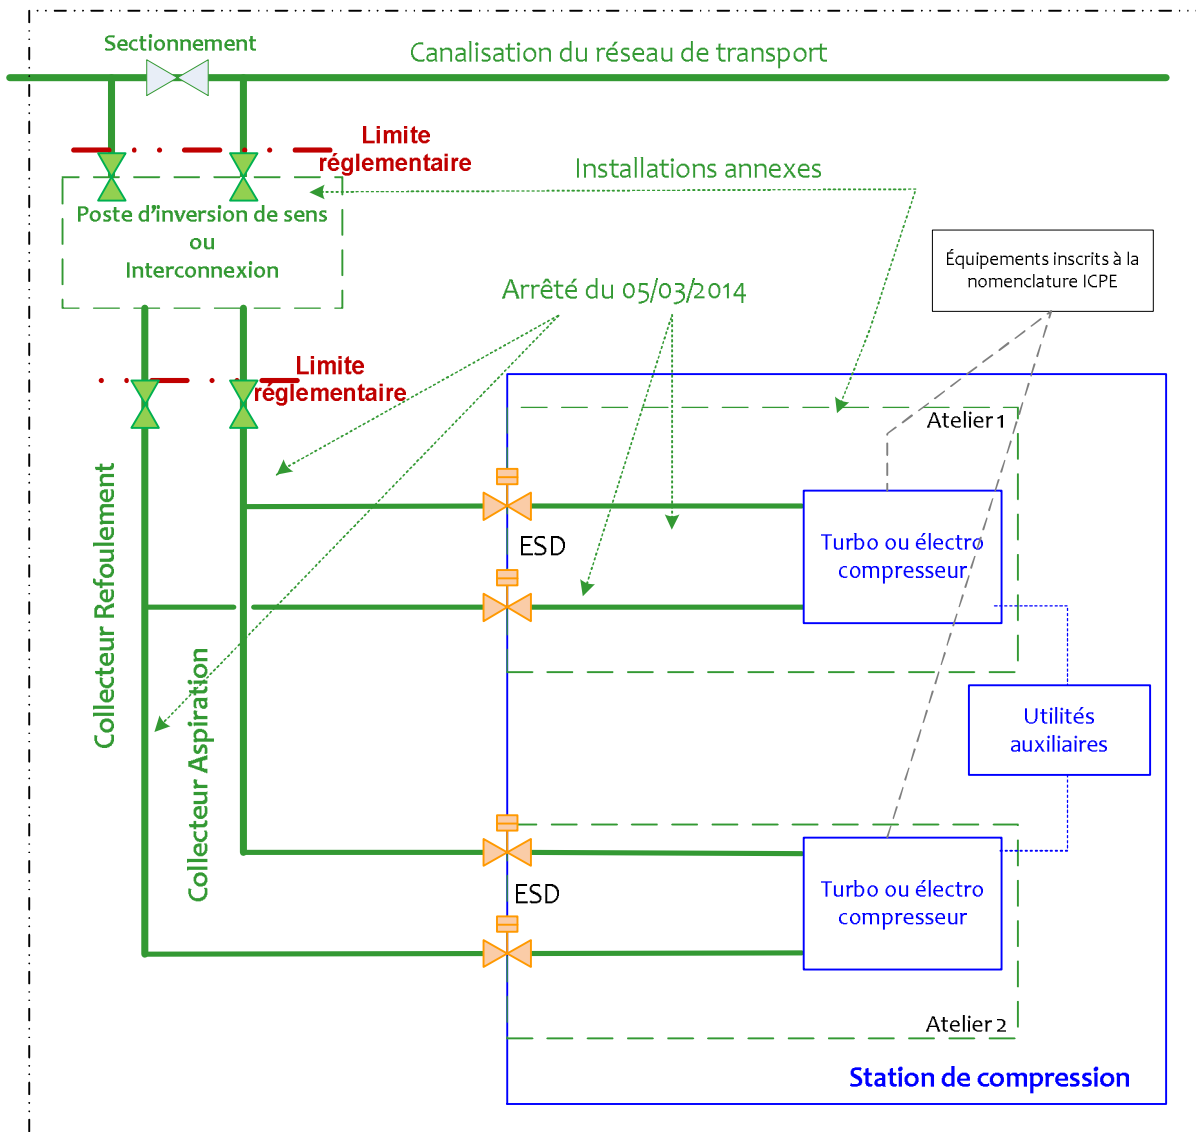 Sectionnement
Canalisation du réseau de transport
Limite
réglementaire
Installations annexes
Poste d'inversion de sens
ou
Interconnexion
Équipements inscrits à la
nomenclature ICPE
Arrêté du 05/03/2014
Limite
réglementaire
Atelier 1
Collecteur Refoulement
Collecteur Aspiration
ESD
Turbo ou électro
compresseur
Utilités
auxiliaires
ESD
Turbo ou électro
compresseur
Atelier 2
Station de compression